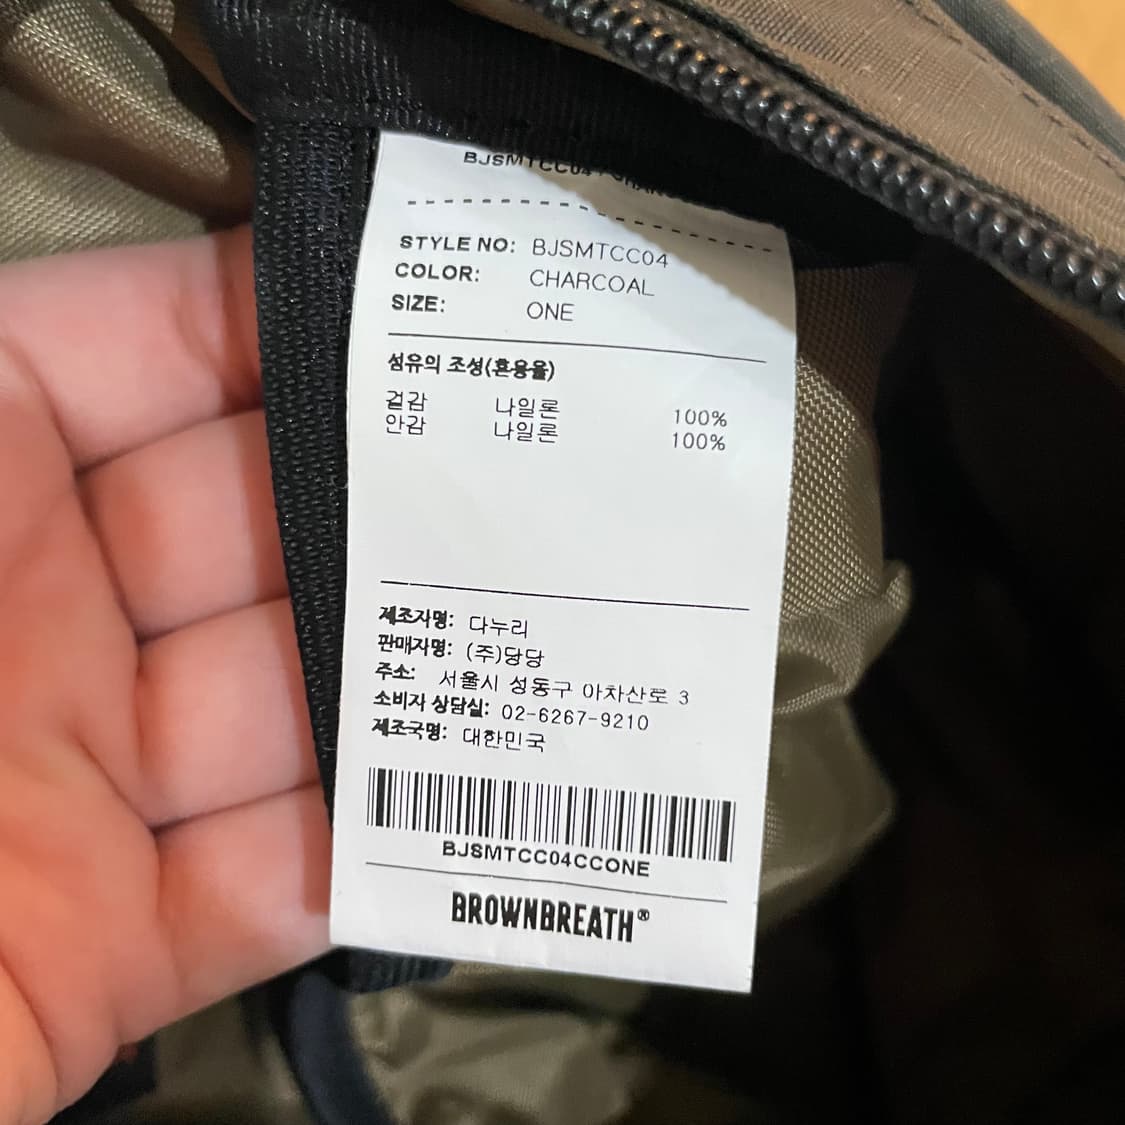 BJSMTCC04 / CHAR
STYLE NO: BJSMTCC04
COLOR: CHARCOAL
SIZE: ONE
섬유의 조성(혼용율)
겉감 나일론 100%
안감 나일론 100%
제조자명: 다누리
판매자명: (주)당당
주소: 서울시 성동구 아차산로 3
소비자 상담실: 02-6267-9210
제조국명: 대한민국
BJSMTCC04CCONE
BROWNBREATH®